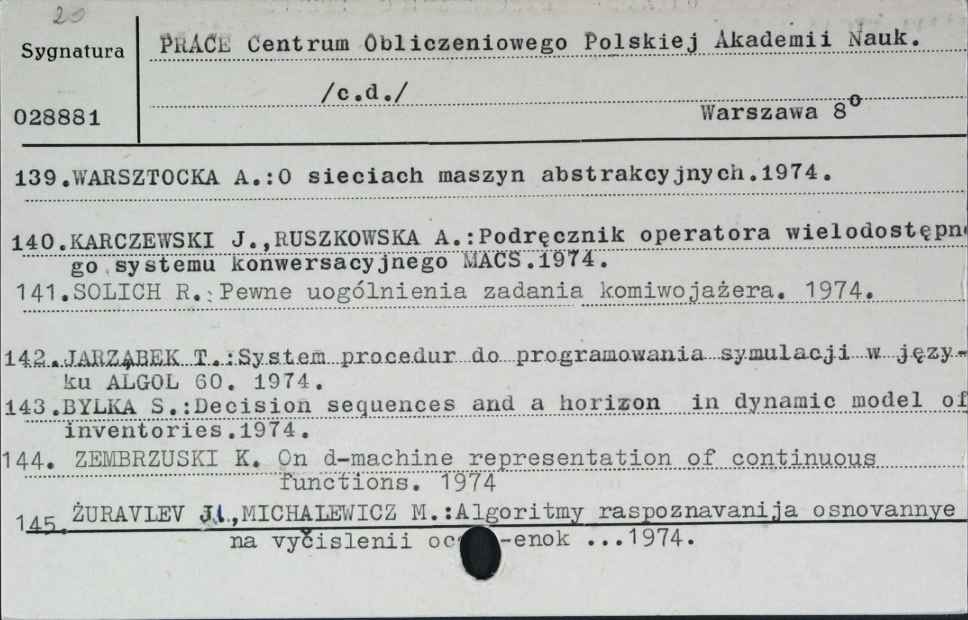 20
Sygnatura
PRACE Centrum Obliczeniowego Polskiej Akademii Nauk.
/c.d./
028881
Warszawa 8º
139.WARSZTOCKA A.:O sieciach maszyn abstrakcyjnych.1974.
140.KARCZEWSKI J.,RUSZKOWSKA A.:Podręcznik operatora wielodostępne
go systemu konwersacyjnego MACS.1974.
141.SOLICH R.:Pewne uogólnienia zadania komiwojażera. 1974.
142.JARZĄBEK T.:System procedur do programowania symulacji w języ-
ku ALGOL 60. 1974.
143.BYLKA S.:Decision sequences and a horizon in dynamic model of
inventories.1974.
144. ZEMBRZUSKI K. On d-machine representation of continuous
functions. 1974
145. ŻURAVLEV J.,MICHALEWICZ M.:Algoritmy raspoznavanija osnovannye
na vyčislenii oc -enok ...1974.